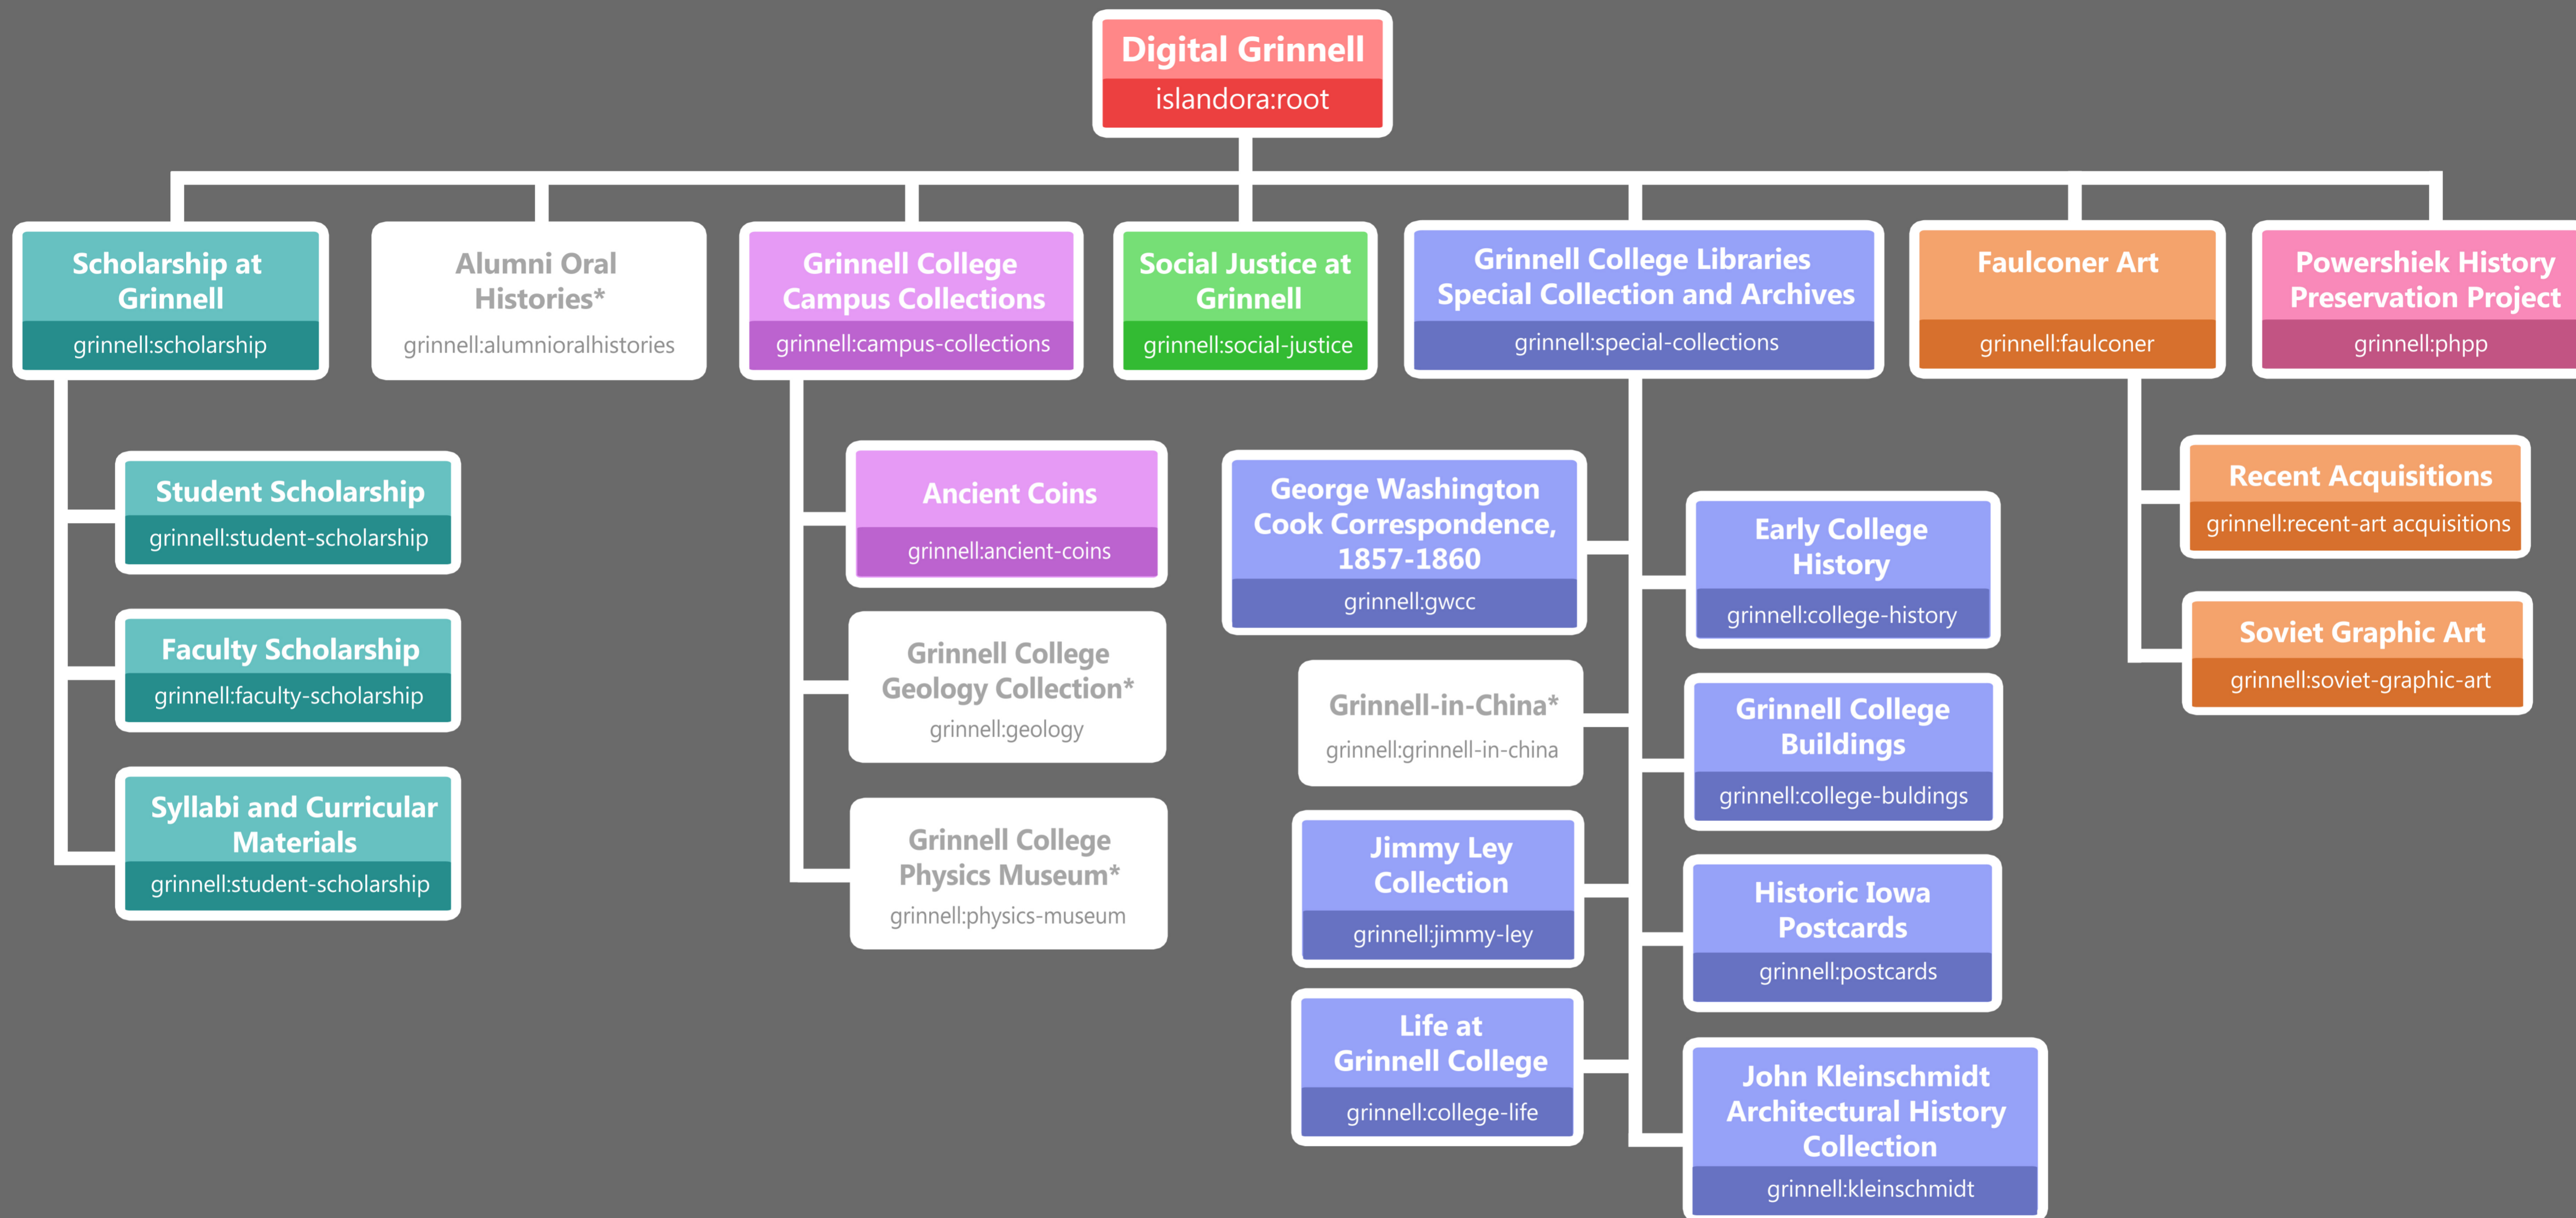 Digital Grinnell
islandora:root
Scholarship at
Grinnell
grinnell:scholarship
Alumni Oral
Histories*
grinnell:alumnioralhistories
Grinnell College
Campus Collections
grinnell:campus-collections
Social Justice at
Grinnell
grinnell:social-justice
Grinnell College Libraries
Special Collection and Archives
grinnell:special-collections
Faulconer Art
grinnell:faulconer
Powershiek History
Preservation Project
grinnell:phpp
Student Scholarship
grinnell:student-scholarship
Faculty Scholarship
grinnell:faculty-scholarship
Syllabi and Curricular
Materials
grinnell:student-scholarship
Ancient Coins
grinnell:ancient-coins
Grinnell College
Geology Collection*
grinnell:geology
Grinnell College
Physics Museum*
grinnell:physics-museum
George Washington
Cook Correspondence,
1857-1860
grinnell:gwcc
Grinnell-in-China*
grinnell:grinnell-in-china
Jimmy Ley
Collection
grinnell:jimmy-ley
Life at
Grinnell College
grinnell:college-life
Early College
History
grinnell:college-history
Grinnell College
Buildings
grinnell:college-buldings
Historic Iowa
Postcards
grinnell:postcards
John Kleinschmidt
Architectural History
Collection
grinnell:kleinschmidt
Recent Acquisitions
grinnell:recent-art acquisitions
Soviet Graphic Art
grinnell:soviet-graphic-art